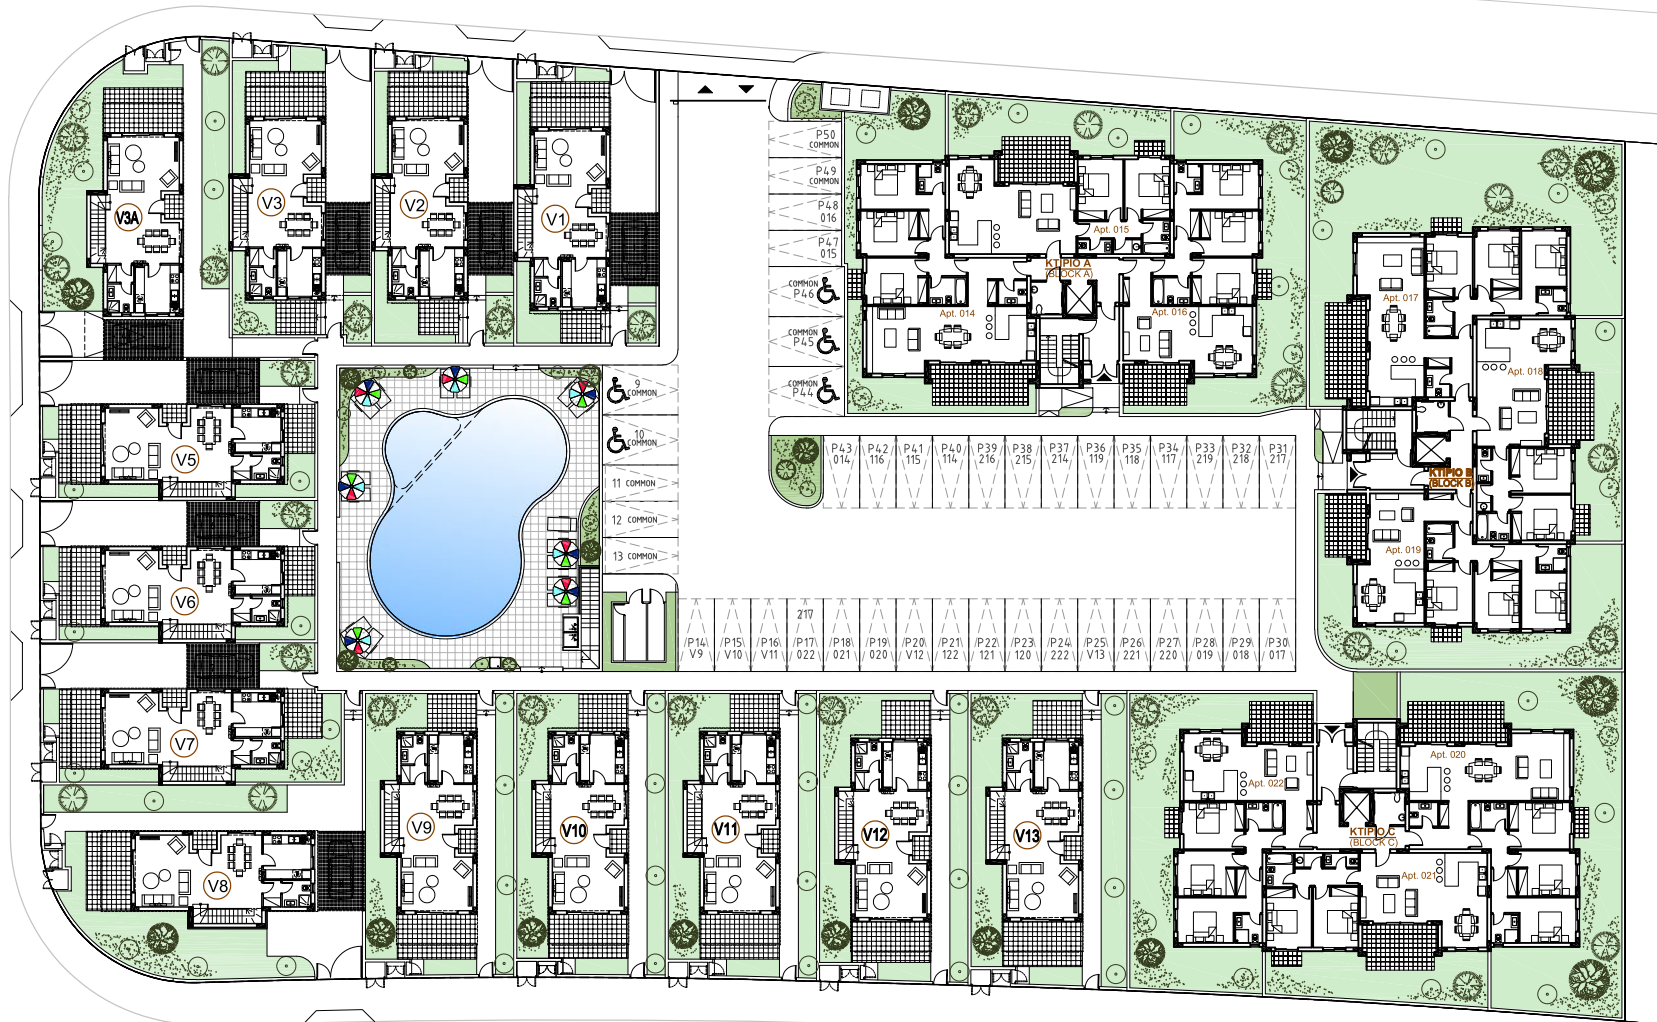 V3A
V3
V2
V1
V5
V6
V7
V8
V9
V10
V11
V12
V13
P50
COMMON
P49
COMMON
P48
016
P47
015
COMMON
P46
COMMON
P45
COMMON
P44
9
COMMON
10
COMMON
11 COMMON
12 COMMON
13 COMMON
P43
014
P42
116
P41
115
P40
114
P39
216
P38
215
P37
214
P36
119
P35
118
P34
117
P33
219
P32
218
P31
217
217
P14
V9
P15
V10
P16
V11
P17
022
P18
021
P19
020
P20
V12
P21
122
P22
121
P23
120
P24
222
P25
V13
P26
221
P27
220
P28
019
P29
018
P30
017
Apt. 015
ΚΤΙΡΙΟ Α
(BLOCK A)
Apt. 014
Apt. 016
Apt. 017
Apt. 018
ΚΤΙΡΙΟ Β
(BLOCK B)
Apt. 019
Apt. 020
Apt. 022
ΚΤΙΡΙΟ C
(BLOCK C)
Apt. 021